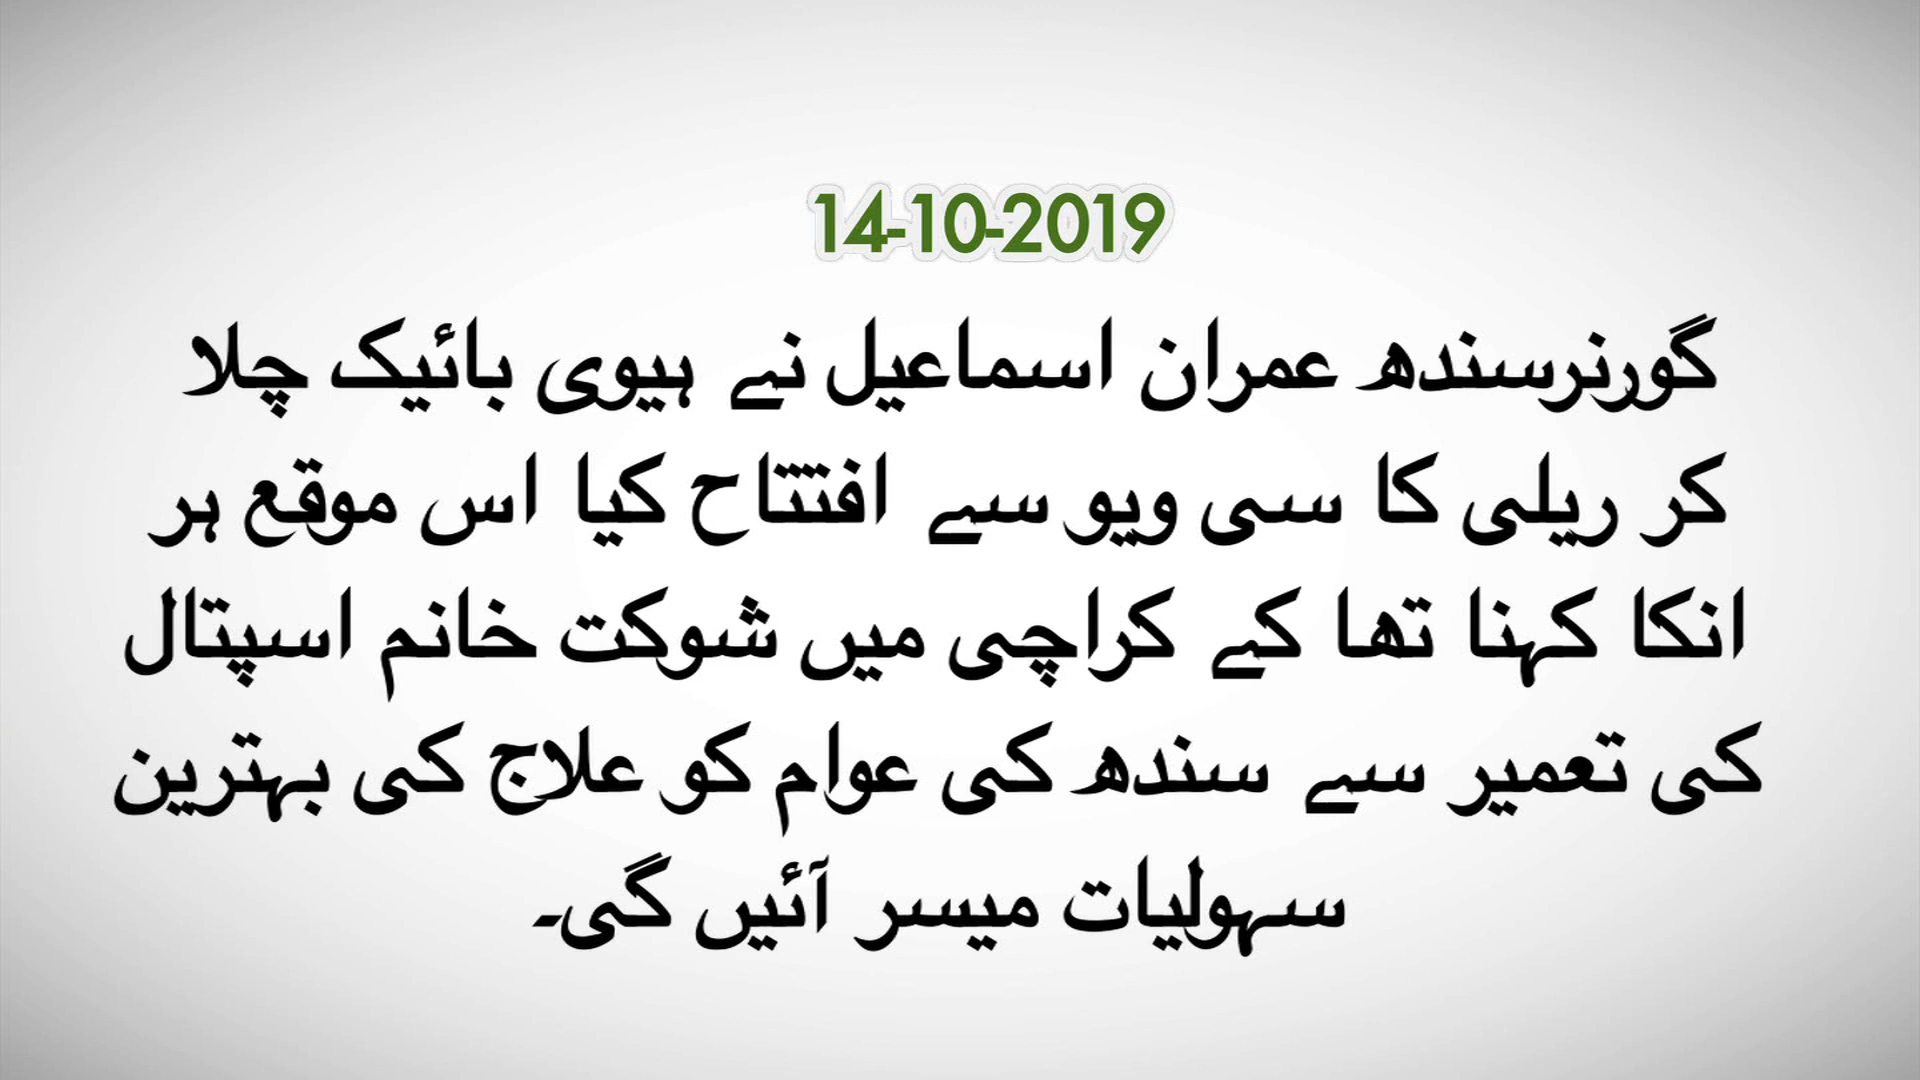 14-10-2019
گورنرسندھ عمران اسماعیل نے ہیوی بائیک چلا
کر ریلی کا سی ویو سے افتتاح کیا اس موقع ہر
انکا کہنا تھا کے کراچی میں شوکت خانم اسپتال
کی تعمیر سے سندھ کی عوام کو علاج کی بہترین
سہولیات میسر آئیں گی۔